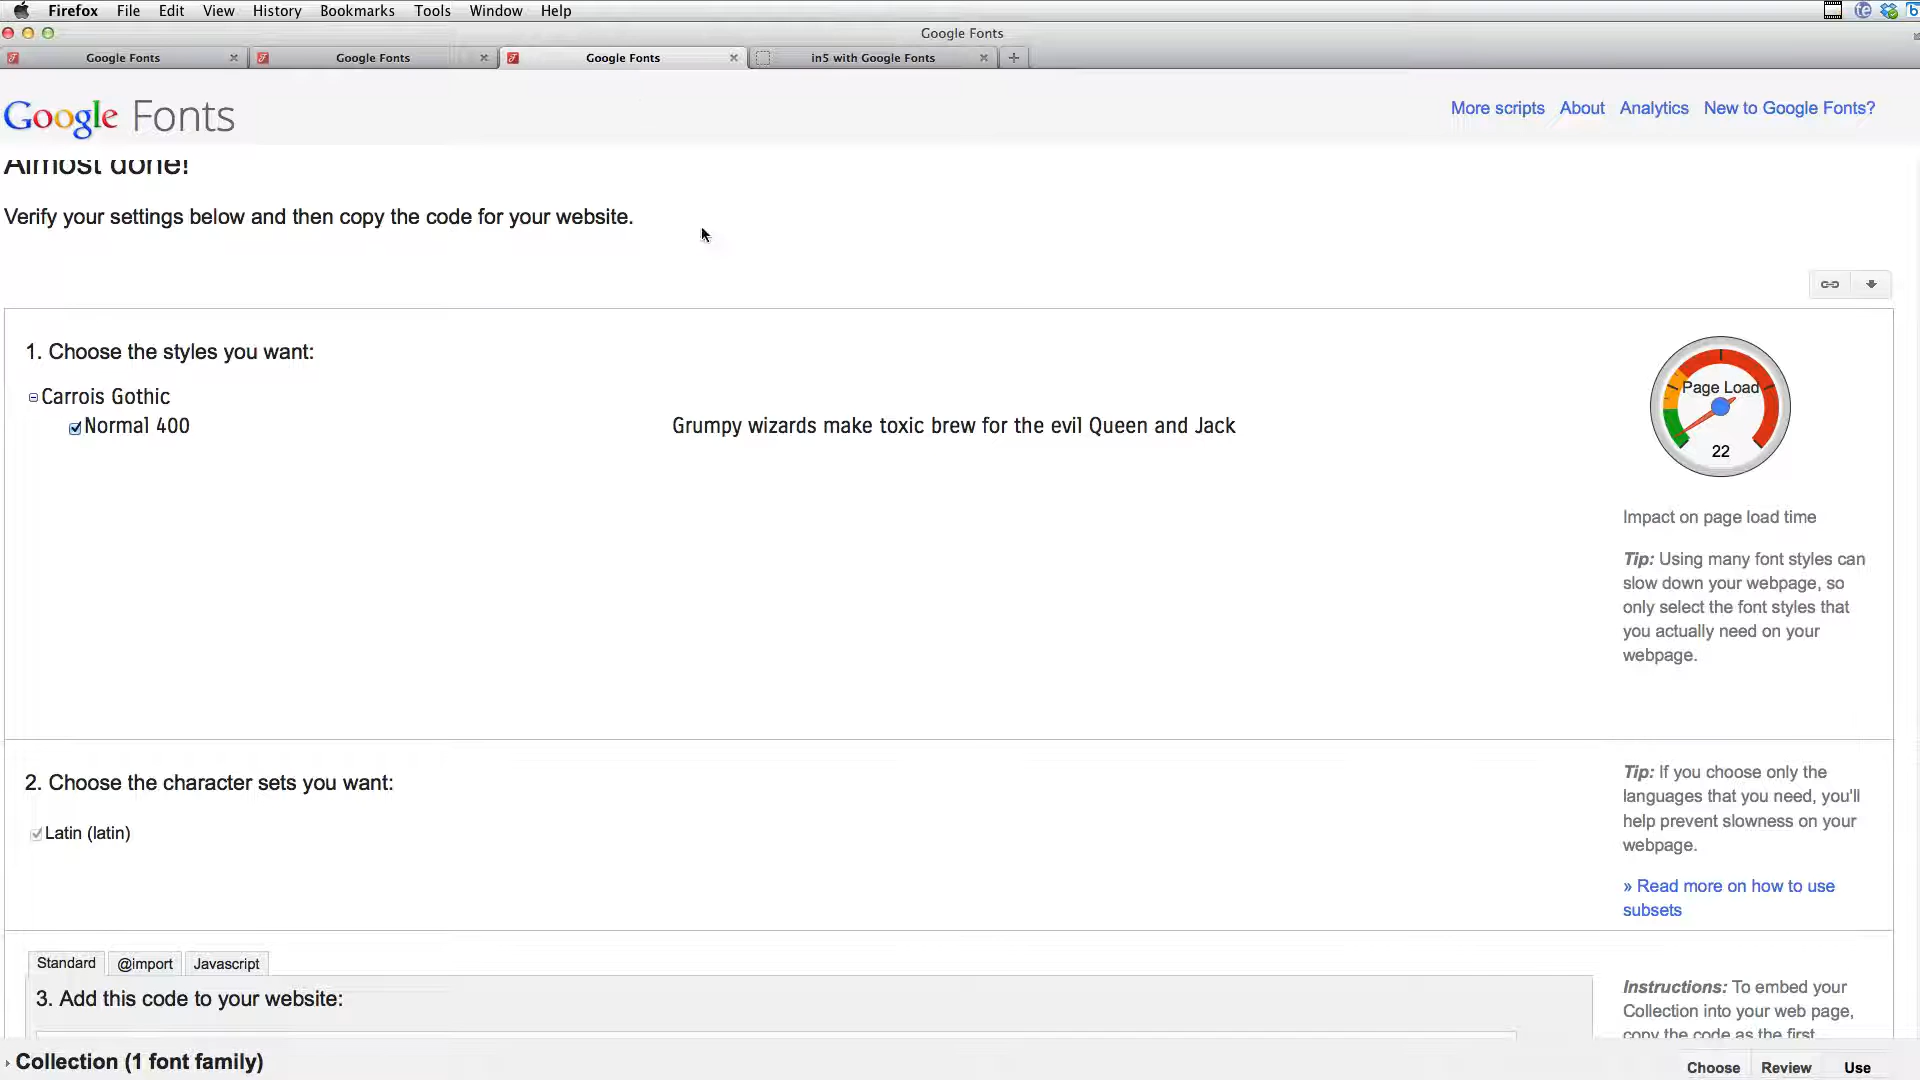 Firefox File Edit View History Bookmarks Tools Window Help
Google Fonts
Google Fonts Google Fonts Google Fonts in5 with Google Fonts
Google Fonts
More scripts About Analytics New to Google Fonts?
Almost done!
Verify your settings below and then copy the code for your website.
1. Choose the styles you want:
Carrois Gothic
Normal 400
Grumpy wizards make toxic brew for the evil Queen and Jack
Page Load
22
Impact on page load time
Tip: Using many font styles can
slow down your webpage, so
only select the font styles that
you actually need on your
webpage.
2. Choose the character sets you want:
Latin (latin)
Tip: If you choose only the
languages that you need, you'll
help prevent slowness on your
webpage.
» Read more on how to use
subsets
Standard @import Javascript
3. Add this code to your website:
Instructions: To embed your
Collection into your web page,
copy the code as the first
Collection (1 font family)
Choose Review Use